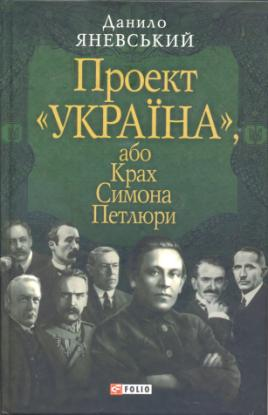 Данило
ЯНЕВСЬКИЙ
Проект
«УКРАЇНА»,
або
Крах
Симона
Петлюри
FOLIO